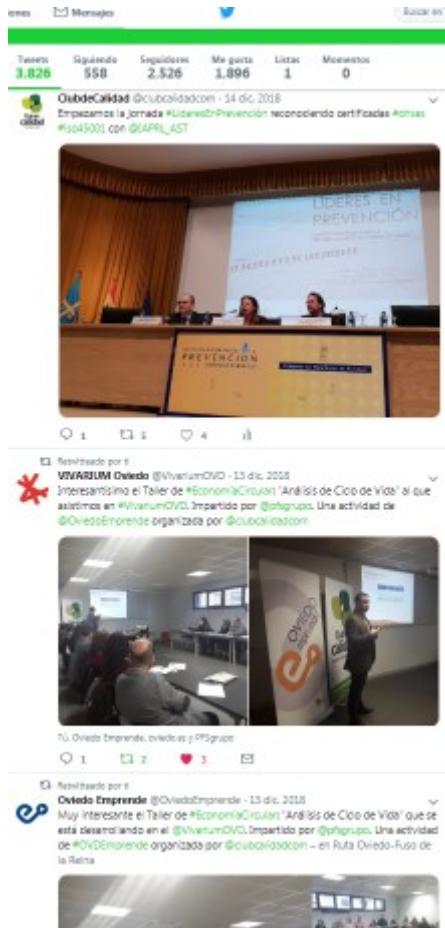 Mensajes
Buscar en
Tweets Siguiendo Seguidores Me gusta Listas Momentos
3.826 558 2.526 1.896 1 0
ClubdeCalidad @clubcalidadcom - 14 dic. 2018
Empezamos la jornada #LideresEnPrevención reconociendo certificadas #ohsas
#iso45001 con @IAPRL_AST
LÍDERES EN
PREVENCIÓN
PREVENCION
1 5 4
Retwitteado por ti
VIVARIUM Oviedo @VivariumOVD - 13 dic. 2018
Interesantísimo el Taller de #EconomíaCircular: "Análisis de Ciclo de Vida" al que
asistimos en #VivariumOVD. Impartido por @pfsgrupo. Una actividad de
@OviedoEmprende organizada por @clubcalidadcom
OVIEDO
emprende
calidad
Tú, Oviedo Emprende, oviedo.es y PFSgrupo
1 2 3
Retwitteado por ti
Oviedo Emprende @OviedoEmprende - 13 dic. 2018
Muy interesante el Taller de #EconomíaCircular: "Análisis de Ciclo de Vida" que se
está desarrollando en el @VivariumOVD. Impartido por @pfsgrupo. Una actividad
de #OVDEmprende organizada por @clubcalidadcom – en Ruta Oviedo-Fuso de
la Reina